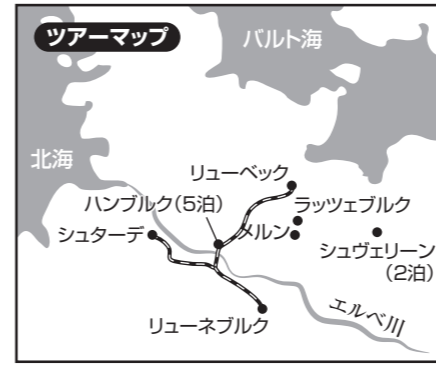 ツアーマップ
バルト海
北海
リューベック
ハンブルク（5泊）
ラッツェブルク
シュターデ
メルン
シュヴェリーン
（2泊）
リューネブルク
エルベ川